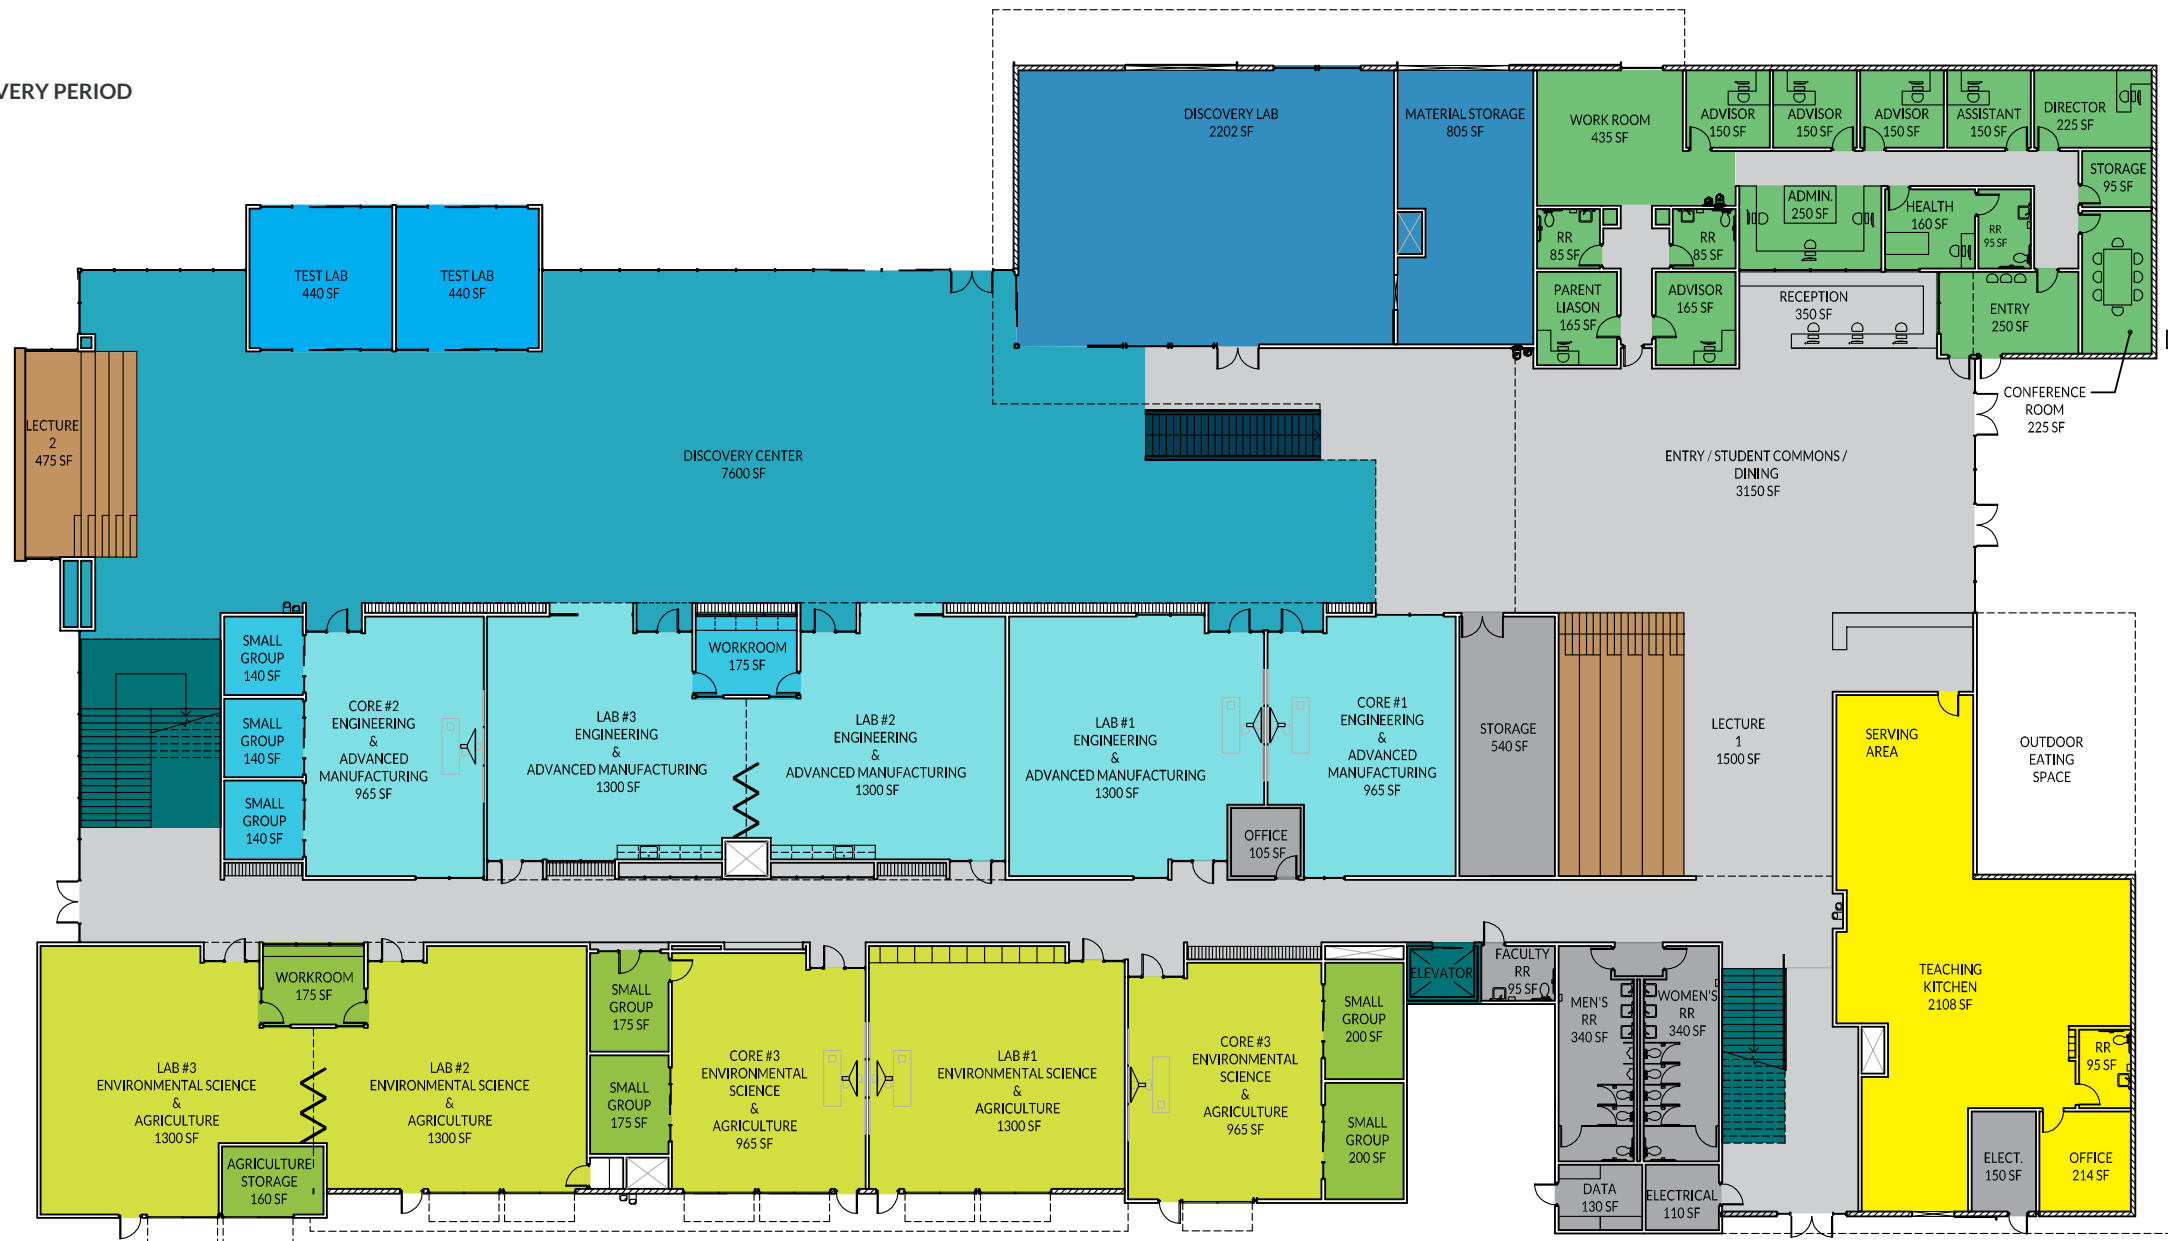 VERY PERIOD
DISCOVERY LAB
2202 SF
MATERIAL STORAGE
805 SF
WORK ROOM
435 SF
ADVISOR
150 SF
ADVISOR
150 SF
ADVISOR
150 SF
ASSISTANT
150 SF
DIRECTOR
225 SF
STORAGE
95 SF
ADMIN.
250 SF
HEALTH
160 SF
RR
95 SF
RR
85 SF
RR
85 SF
PARENT
LIASON
165 SF
ADVISOR
165 SF
RECEPTION
350 SF
ENTRY
250 SF
CONFERENCE
ROOM
225 SF
TEST LAB
440 SF
TEST LAB
440 SF
LECTURE
2
475 SF
DISCOVERY CENTER
7600 SF
ENTRY / STUDENT COMMONS /
DINING
3150 SF
SMALL
GROUP
140 SF
SMALL
GROUP
140 SF
SMALL
GROUP
140 SF
CORE #2
ENGINEERING
&
ADVANCED
MANUFACTURING
965 SF
LAB #3
ENGINEERING
&
ADVANCED MANUFACTURING
1300 SF
WORKROOM
175 SF
LAB #2
ENGINEERING
&
ADVANCED MANUFACTURING
1300 SF
LAB #1
ENGINEERING
&
ADVANCED MANUFACTURING
1300 SF
OFFICE
105 SF
CORE #1
ENGINEERING
&
ADVANCED
MANUFACTURING
965 SF
STORAGE
540 SF
LECTURE
1
1500 SF
SERVING
AREA
OUTDOOR
EATING
SPACE
WORKROOM
175 SF
LAB #3
ENVIRONMENTAL SCIENCE
&
AGRICULTURE
1300 SF
AGRICULTURE
STORAGE
160 SF
LAB #2
ENVIRONMENTAL SCIENCE
&
AGRICULTURE
1300 SF
SMALL
GROUP
175 SF
SMALL
GROUP
175 SF
CORE #3
ENVIRONMENTAL
SCIENCE
&
AGRICULTURE
965 SF
LAB #1
ENVIRONMENTAL SCIENCE
&
AGRICULTURE
1300 SF
CORE #3
ENVIRONMENTAL
SCIENCE
&
AGRICULTURE
965 SF
SMALL
GROUP
200 SF
SMALL
GROUP
200 SF
ELEVATOR
FACULTY
RR
95 SF
MEN'S
RR
340 SF
WOMEN'S
RR
340 SF
DATA
130 SF
ELECTRICAL
110 SF
TEACHING
KITCHEN
2108 SF
RR
95 SF
ELECT.
150 SF
OFFICE
214 SF